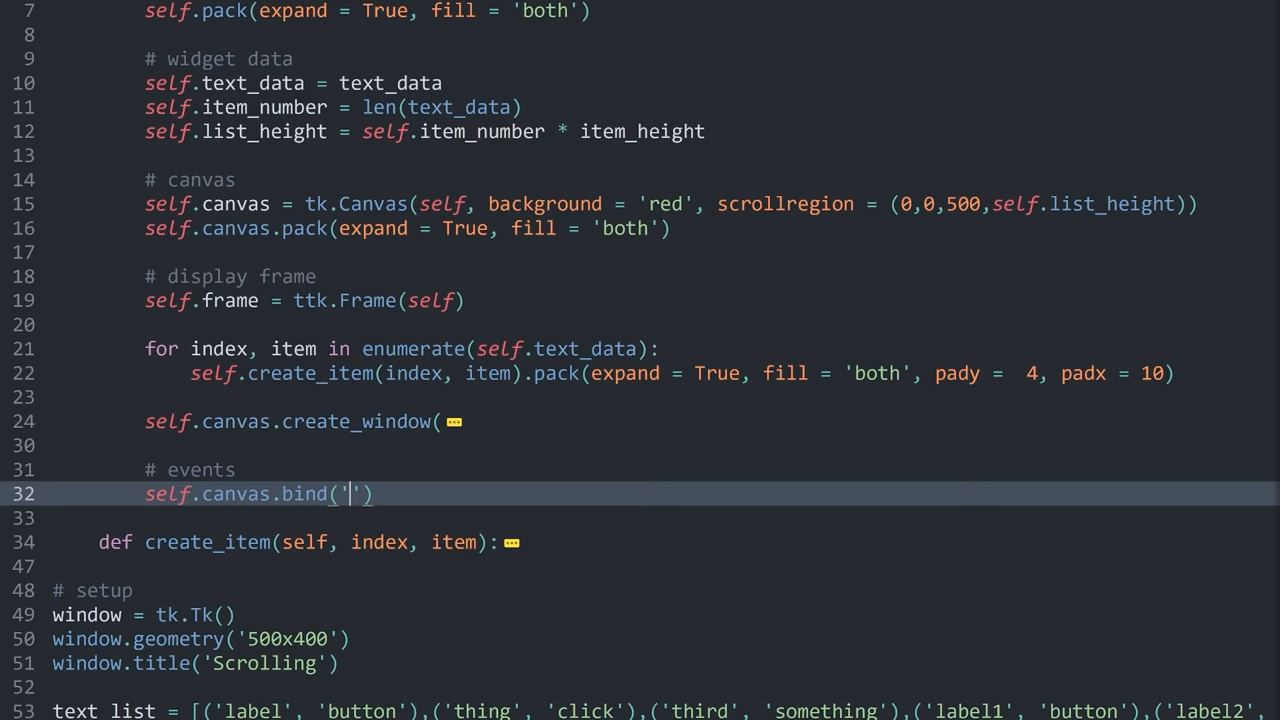 7 self.pack(expand = True, fill = 'both')
8
9 # widget data
10 self.text_data = text_data
11 self.item_number = len(text_data)
12 self.list_height = self.item_number * item_height
13
14 # canvas
15 self.canvas = tk.Canvas(self, background = 'red', scrollregion = (0,0,500,self.list_height))
16 self.canvas.pack(expand = True, fill = 'both')
17
18 # display frame
19 self.frame = ttk.Frame(self)
20
21 for index, item in enumerate(self.text_data):
22 self.create_item(index, item).pack(expand = True, fill = 'both', pady =  4, padx = 10)
23
24 self.canvas.create_window(
30
31 # events
32 self.canvas.bind('')
33
34 def create_item(self, index, item):
47
48 # setup
49 window = tk.Tk()
50 window.geometry('500x400')
51 window.title('Scrolling')
52
53 text_list = [('label', 'button'),('thing', 'click'),('third', 'something'),('label1', 'button'),('label2',